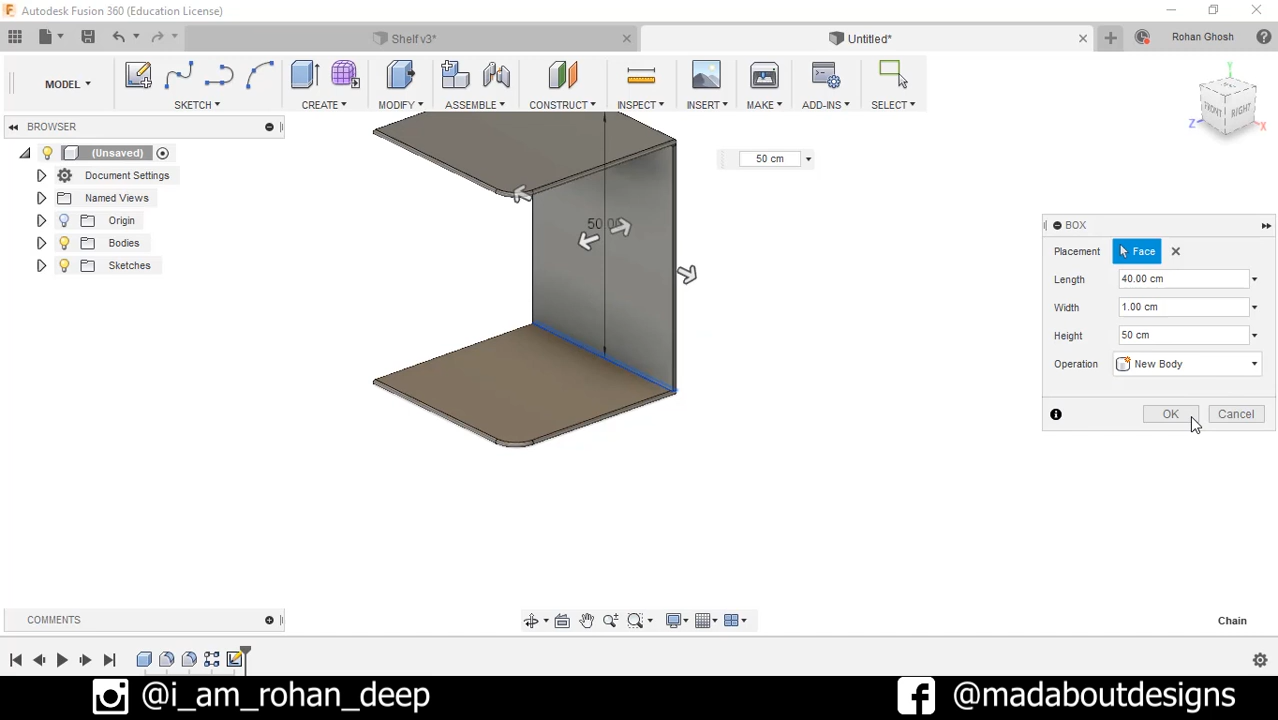 Autodesk Fusion 360 (Education License)
Shelf v3*
Untitled*
Rohan Ghosh
MODEL
SKETCH
CREATE
MODIFY
ASSEMBLE
CONSTRUCT
INSPECT
INSERT
MAKE
ADD-INS
SELECT
BROWSER
(Unsaved)
Document Settings
Named Views
Origin
Bodies
Sketches
50 cm
FRONT
RIGHT
Y
Z
X
BOX
Placement
Face
Length
40.00 cm
Width
1.00 cm
Height
50 cm
Operation
New Body
OK
Cancel
COMMENTS
Chain
@i_am_rohan_deep
@madaboutdesigns